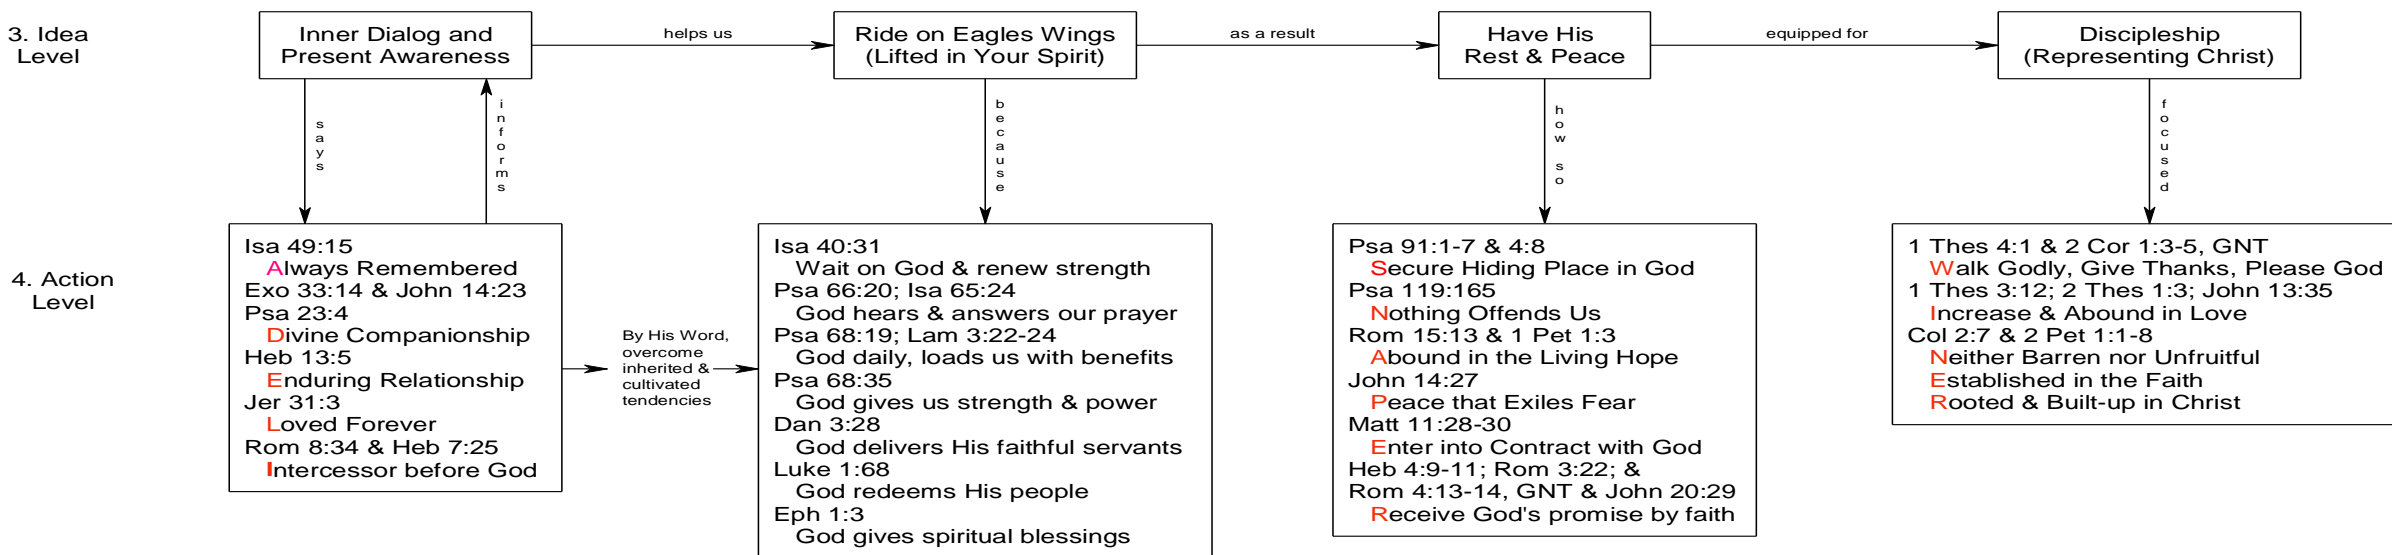 3. Idea
Level
Inner Dialog and
Present Awareness
helps us
Ride on Eagles Wings
(Lifted in Your Spirit)
as a result
Have His
Rest & Peace
equipped for
Discipleship
(Representing Christ)
says
informs
because
how so
focused
4. Action
Level
Isa 49:15
Always Remembered
Exo 33:14 & John 14:23
Psa 23:4
Divine Companionship
Heb 13:5
Enduring Relationship
Jer 31:3
Loved Forever
Rom 8:34 & Heb 7:25
Intercessor before God
By His Word,
overcome
inherited &
cultivated
tendencies
Isa 40:31
Wait on God & renew strength
Psa 66:20; Isa 65:24
God hears & answers our prayer
Psa 68:19; Lam 3:22-24
God daily, loads us with benefits
Psa 68:35
God gives us strength & power
Dan 3:28
God delivers His faithful servants
Luke 1:68
God redeems His people
Eph 1:3
God gives spiritual blessings
Psa 91:1-7 & 4:8
Secure Hiding Place in God
Psa 119:165
Nothing Offends Us
Rom 15:13 & 1 Pet 1:3
Abound in the Living Hope
John 14:27
Peace that Exiles Fear
Matt 11:28-30
Enter into Contract with God
Heb 4:9-11; Rom 3:22; &
Rom 4:13-14, GNT & John 20:29
Receive God's promise by faith
1 Thes 4:1 & 2 Cor 1:3-5, GNT
Walk Godly, Give Thanks, Please God
1 Thes 3:12; 2 Thes 1:3; John 13:35
Increase & Abound in Love
Col 2:7 & 2 Pet 1:1-8
Neither Barren nor Unfruitful
Established in the Faith
Rooted & Built-up in Christ